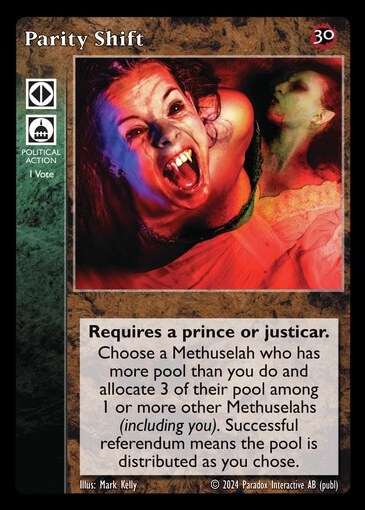 Parity Shift
30
POLITICAL
ACTION
1 Vote
Requires a prince or justicar.
Choose a Methuselah who has
more pool than you do and
allocate 3 of their pool among
1 or more other Methuselahs
(including you). Successful
referendum means the pool is
distributed as you chose.
Illus: Mark Kelly
© 2024 Paradox Interactive AB (publ)